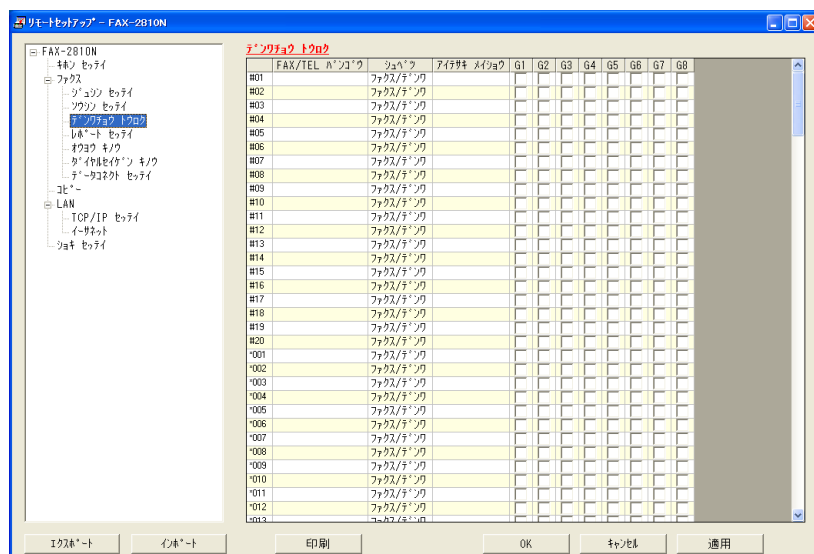 ﾘﾓｰﾄｾｯﾄｱｯﾌﾟ - FAX-2810N
FAX-2810N
ｷﾎﾝ ｾｯﾃｲ
ﾌｧｸｽ
ｼﾞｭｼﾝ ｾｯﾃｲ
ｿｳｼﾝ ｾｯﾃｲ
ﾃﾞﾝﾜﾁｮｳ ﾄｳﾛｸ
ﾚﾎﾟｰﾄ ｾｯﾃｲ
ｵｳﾖｳ ｷﾉｳ
ﾀﾞｲﾔﾙｾｲｹﾞﾝ ｷﾉｳ
ﾃﾞｰﾀｺﾈｸﾄ ｾｯﾃｲ
ｺﾋﾟｰ
LAN
TCP/IP ｾｯﾃｲ
ｲｰｻﾈｯﾄ
ｼｮｷ ｾｯﾃｲ
ﾃﾞﾝﾜﾁｮｳ ﾄｳﾛｸ
FAX/TEL ﾊﾞﾝｺﾞｳ ｼｭﾍﾞﾂ ｱｲﾃｻｷ ﾒｲｼｮｳ G1 G2 G3 G4 G5 G6 G7 G8
#01 ﾌｧｸｽ/ﾃﾞﾝﾜ
#02 ﾌｧｸｽ/ﾃﾞﾝﾜ
#03 ﾌｧｸｽ/ﾃﾞﾝﾜ
#04 ﾌｧｸｽ/ﾃﾞﾝﾜ
#05 ﾌｧｸｽ/ﾃﾞﾝﾜ
#06 ﾌｧｸｽ/ﾃﾞﾝﾜ
#07 ﾌｧｸｽ/ﾃﾞﾝﾜ
#08 ﾌｧｸｽ/ﾃﾞﾝﾜ
#09 ﾌｧｸｽ/ﾃﾞﾝﾜ
#10 ﾌｧｸｽ/ﾃﾞﾝﾜ
#11 ﾌｧｸｽ/ﾃﾞﾝﾜ
#12 ﾌｧｸｽ/ﾃﾞﾝﾜ
#13 ﾌｧｸｽ/ﾃﾞﾝﾜ
#14 ﾌｧｸｽ/ﾃﾞﾝﾜ
#15 ﾌｧｸｽ/ﾃﾞﾝﾜ
#16 ﾌｧｸｽ/ﾃﾞﾝﾜ
#17 ﾌｧｸｽ/ﾃﾞﾝﾜ
#18 ﾌｧｸｽ/ﾃﾞﾝﾜ
#19 ﾌｧｸｽ/ﾃﾞﾝﾜ
#20 ﾌｧｸｽ/ﾃﾞﾝﾜ
*001 ﾌｧｸｽ/ﾃﾞﾝﾜ
*002 ﾌｧｸｽ/ﾃﾞﾝﾜ
*003 ﾌｧｸｽ/ﾃﾞﾝﾜ
*004 ﾌｧｸｽ/ﾃﾞﾝﾜ
*005 ﾌｧｸｽ/ﾃﾞﾝﾜ
*006 ﾌｧｸｽ/ﾃﾞﾝﾜ
*007 ﾌｧｸｽ/ﾃﾞﾝﾜ
*008 ﾌｧｸｽ/ﾃﾞﾝﾜ
*009 ﾌｧｸｽ/ﾃﾞﾝﾜ
*010 ﾌｧｸｽ/ﾃﾞﾝﾜ
*011 ﾌｧｸｽ/ﾃﾞﾝﾜ
*012 ﾌｧｸｽ/ﾃﾞﾝﾜ
*013 ﾌｧｸｽ/ﾃﾞﾝﾜ
ｴｸｽﾎﾟｰﾄ ｲﾝﾎﾟｰﾄ 印刷 OK ｷｬﾝｾﾙ 適用